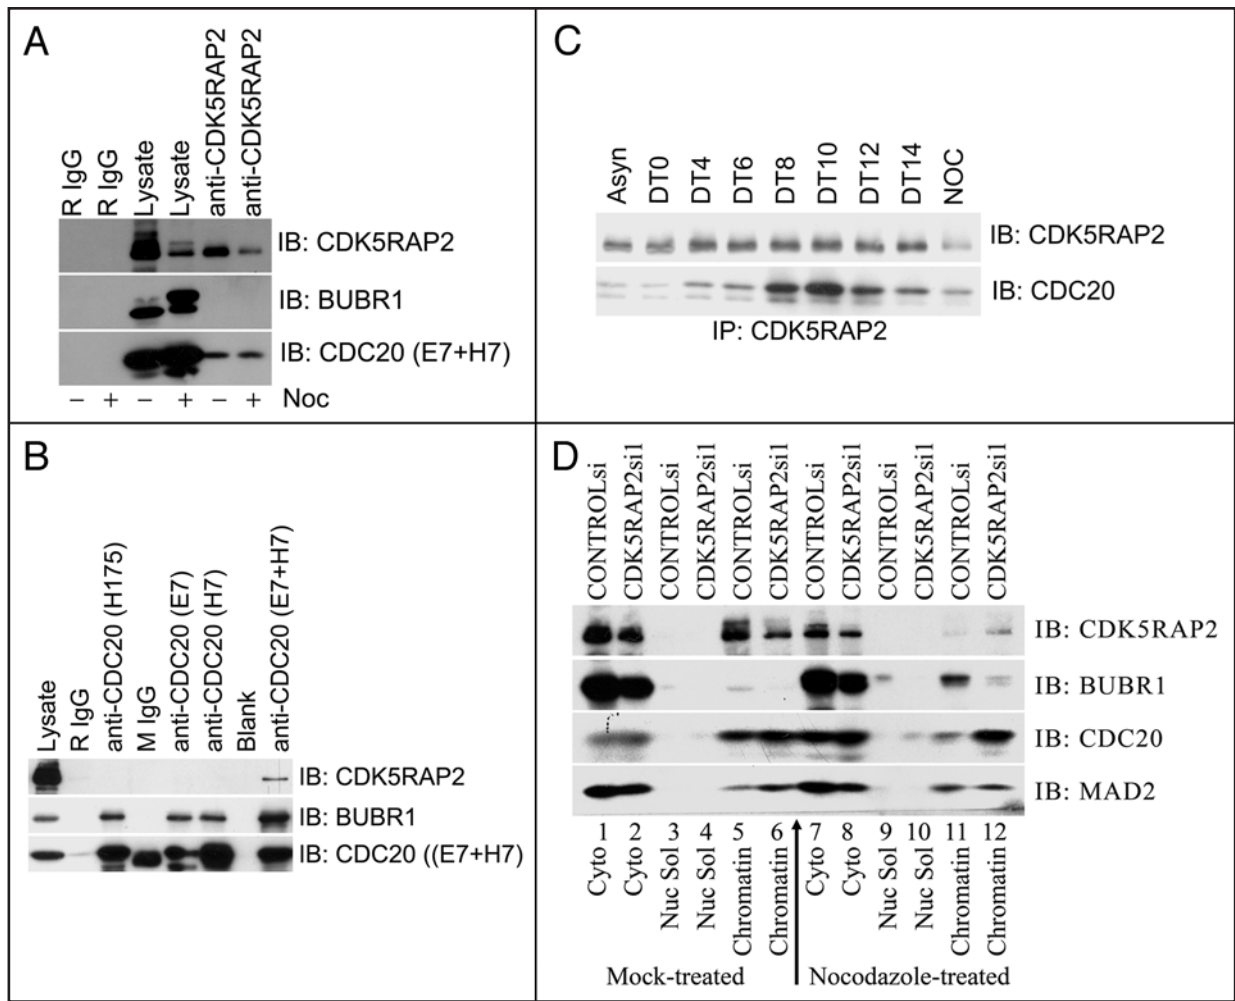 A
R IgG
R IgG
Lysate
Lysate
anti-CDK5RAP2
anti-CDK5RAP2
IB: CDK5RAP2
IB: BUBR1
IB: CDC20 (E7+H7)
– + – + – + Noc
B
Lysate
R IgG
anti-CDC20 (H175)
M IgG
anti-CDC20 (E7)
anti-CDC20 (H7)
Blank
anti-CDC20 (E7+H7)
IB: CDK5RAP2
IB: BUBR1
IB: CDC20 ((E7+H7)
C
Asyn
DT0
DT4
DT6
DT8
DT10
DT12
DT14
NOC
IB: CDK5RAP2
IB: CDC20
IP: CDK5RAP2
D
CONTROLsi
CDK5RAP2si1
CONTROLsi
CDK5RAP2si1
CONTROLsi
CDK5RAP2si1
CONTROLsi
CDK5RAP2si1
CONTROLsi
CDK5RAP2si1
CONTROLsi
CDK5RAP2si1
IB: CDK5RAP2
IB: BUBR1
IB: CDC20
IB: MAD2
1 2 3 4 5 6 7 8 9 10 11 12
Cyto
Cyto
Nuc Sol
Nuc Sol
Chromatin
Chromatin
Cyto
Cyto
Nuc Sol
Nuc Sol
Chromatin
Chromatin
Mock-treated
Nocodazole-treated